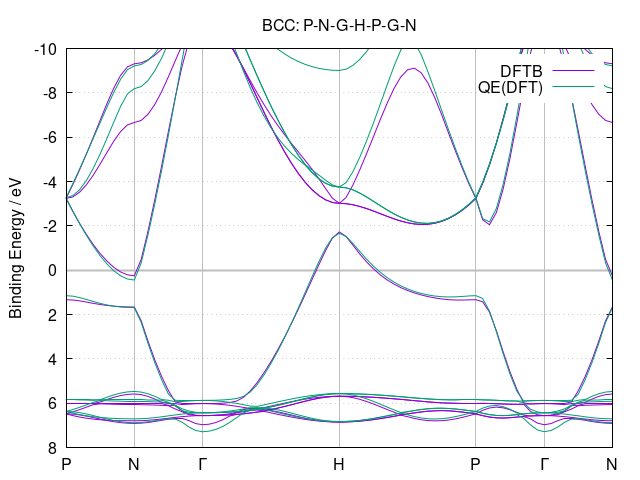 BCC: P-N-G-H-P-G-N
-10
DFTB
QE(DFT)
-8
-6
-4
-2
0
2
4
6
8
Binding Energy / eV
P N Γ H P Γ N